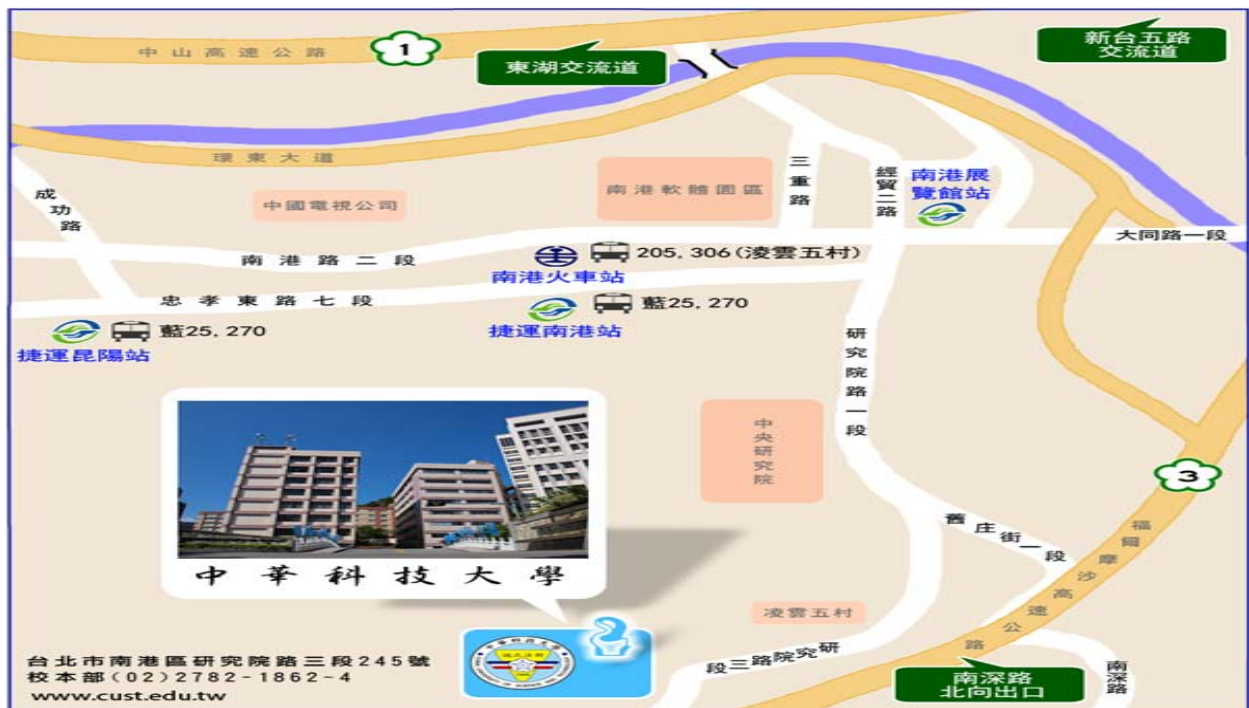 中山高速公路
1
東湖交流道
新台五路
交流道
環東大道
成功路
中國電視公司
南港軟體園區
三重路
經貿二路
南港展
覽館站
大同路一段
南港路二段
205, 306(淩雲五村)
南港火車站
忠孝東路七段
藍25, 270
捷運南港站
藍25, 270
捷運昆陽站
研究院路一段
中央研究院
3
舊庄街一段
福爾摩沙高速公路
中華科技大學
凌雲五村
研究院路三段
南深路
北向出口
南深路
台北市南港區研究院路三段245號
校本部(02)2782-1862~4
www.cust.edu.tw